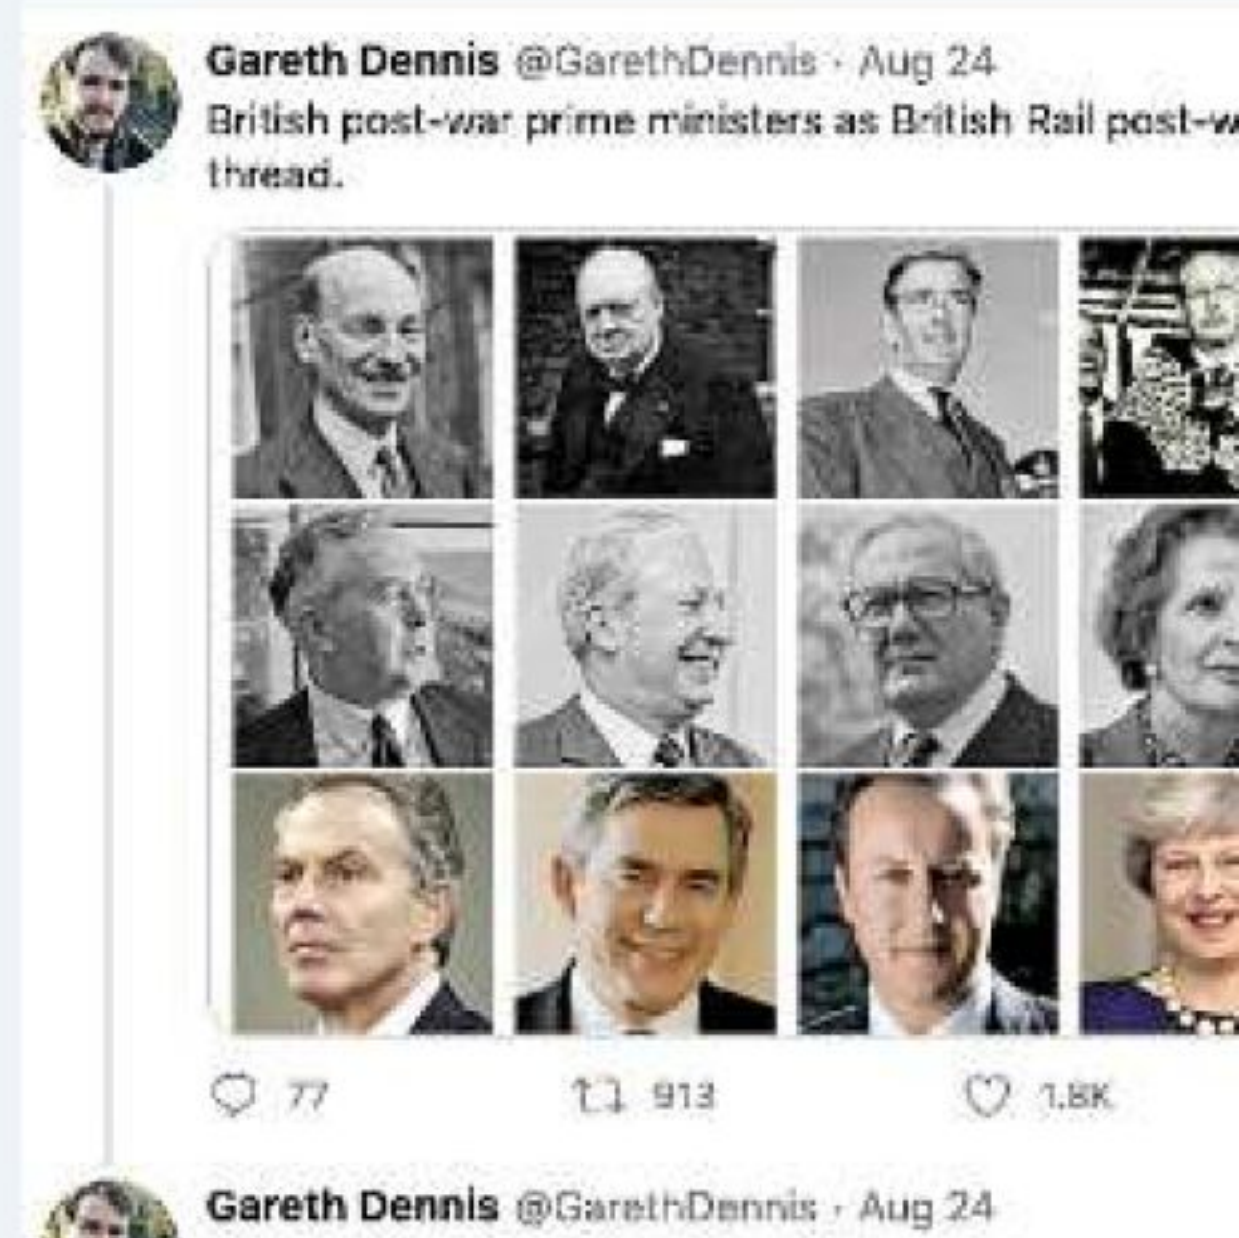 Gareth Dennis @GarethDennis · Aug 24
British post-war prime ministers as British Rail post-w
thread.
77 913 1.8K
Gareth Dennis @GarethDennis · Aug 24